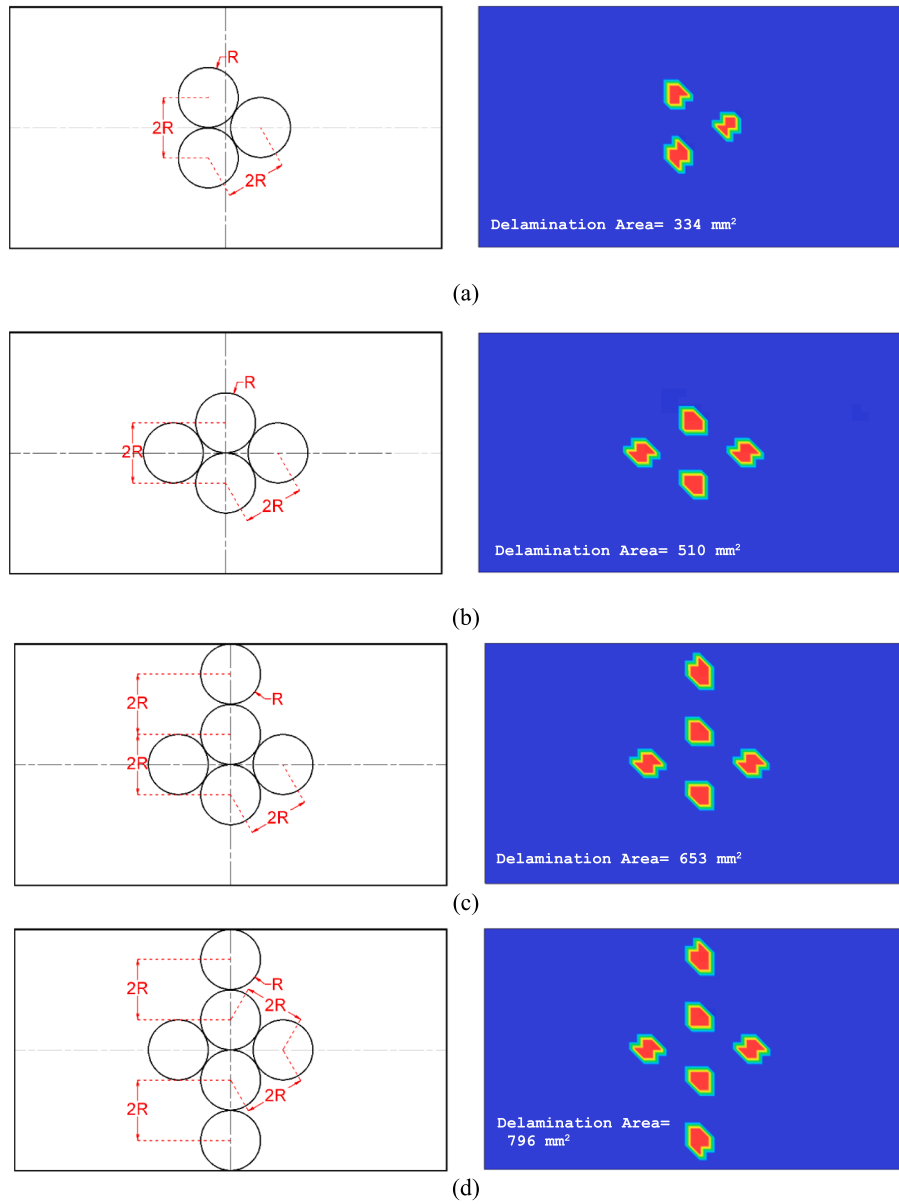 R
2R
2R
Delamination Area= 334 mm²
(a)
R
2R
2R
Delamination Area= 510 mm²
(b)
2R
R
2R
2R
Delamination Area= 653 mm²
(c)
2R
R
2R
2R
2R
Delamination Area=
796 mm²
(d)